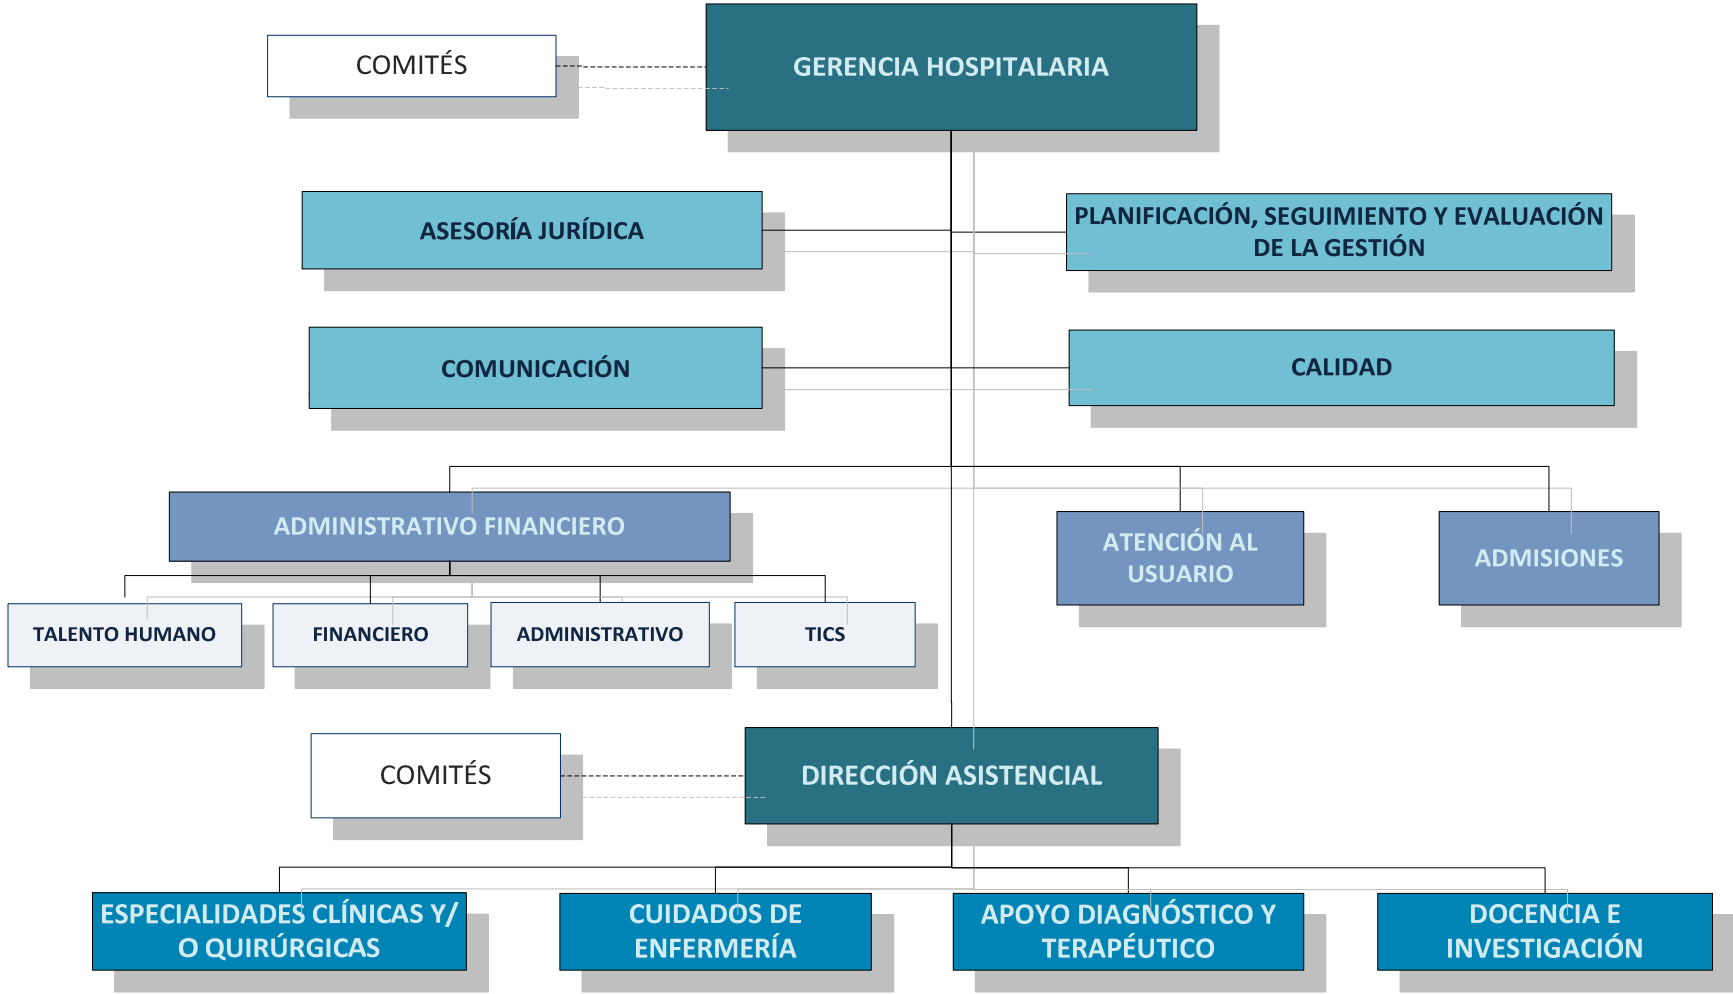 COMITÉS
GERENCIA HOSPITALARIA
ASESORÍA JURÍDICA
PLANIFICACIÓN, SEGUIMIENTO Y EVALUACIÓN
DE LA GESTIÓN
COMUNICACIÓN
CALIDAD
ADMINISTRATIVO FINANCIERO
ATENCIÓN AL
USUARIO
ADMISIONES
TALENTO HUMANO
FINANCIERO
ADMINISTRATIVO
TICS
COMITÉS
DIRECCIÓN ASISTENCIAL
ESPECIALIDADES CLÍNICAS Y/
O QUIRÚRGICAS
CUIDADOS DE
ENFERMERÍA
APOYO DIAGNÓSTICO Y
TERAPÉUTICO
DOCENCIA E
INVESTIGACIÓN